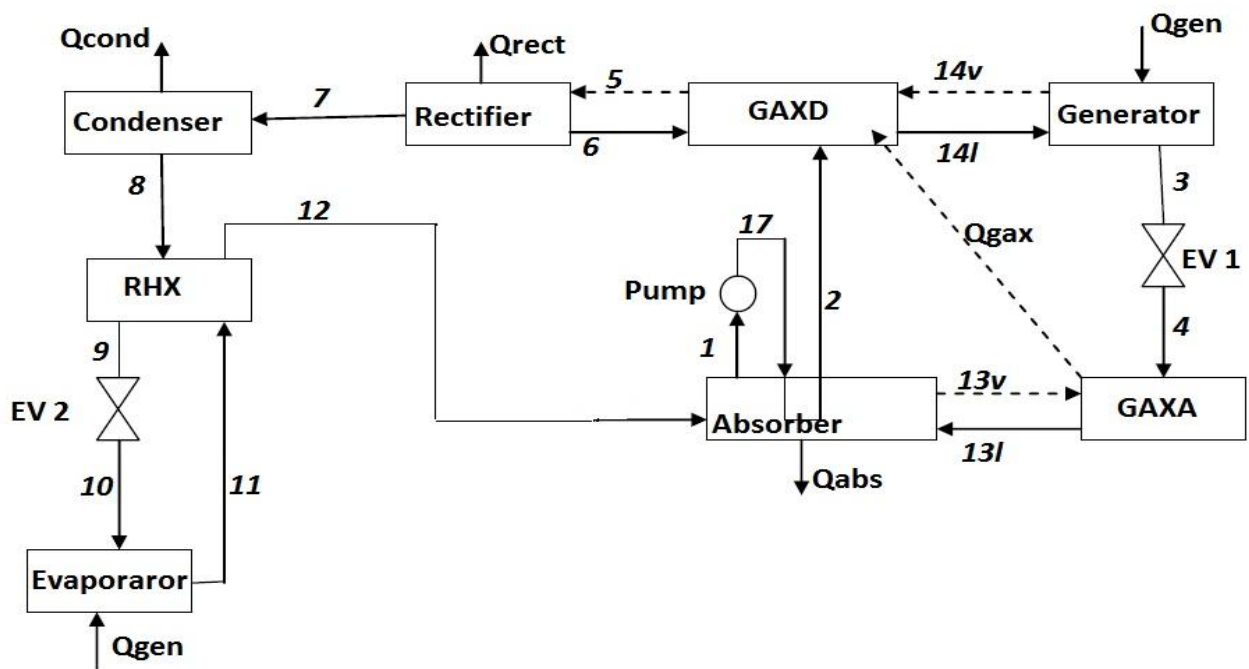 Qcond
Qrect
Qgen
7
5
14v
Condenser
Rectifier
GAXD
Generator
6
14l
8
3
12
17
Qgax
EV 1
RHX
Pump
2
4
9
1
13v
GAXA
EV 2
Absorber
13l
10
11
Qabs
Evaporaror
Qgen